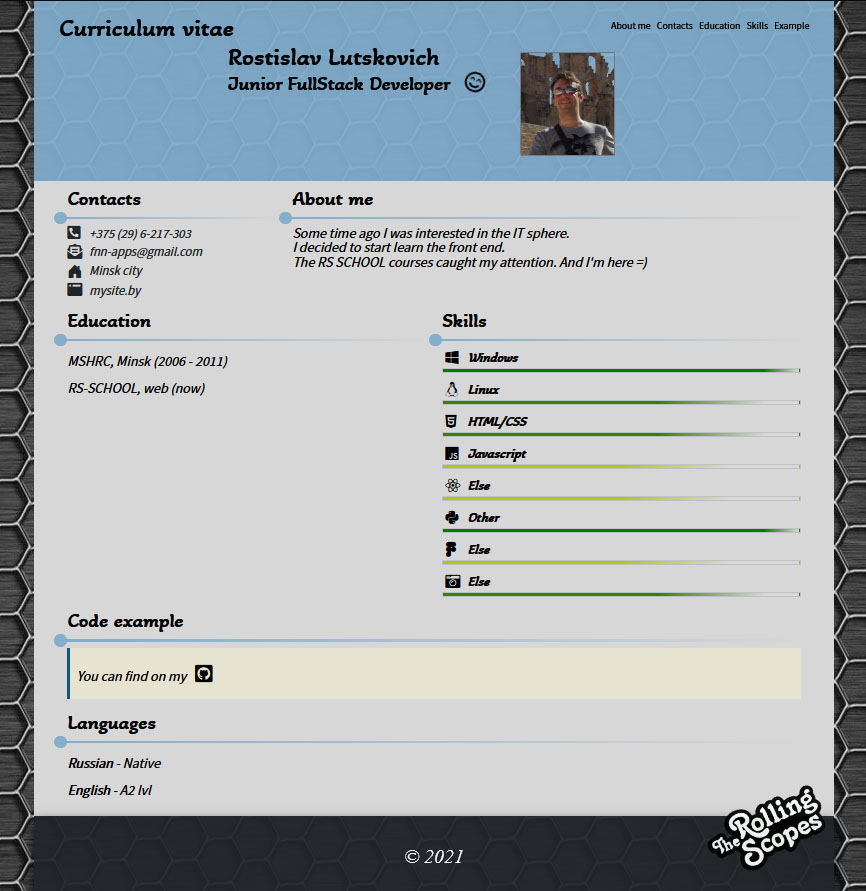 Curriculum vitae
About me Contacts Education Skills Example
Rostislav Lutskovich
Junior FullStack Developer
Contacts
+375 (29) 6-217-303
fnn-apps@gmail.com
Minsk city
mysite.by
About me
Some time ago I was interested in the IT sphere.
I decided to start learn the front end.
The RS SCHOOL courses caught my attention. And I'm here =)
Education
MSHRC, Minsk (2006 - 2011)
RS-SCHOOL, web (now)
Skills
Windows
Linux
HTML/CSS
JS Javascript
Else
Other
Else
Else
Code example
You can find on my
Languages
Russian - Native
English - A2 lvl
© 2021
The Rolling
Scopes